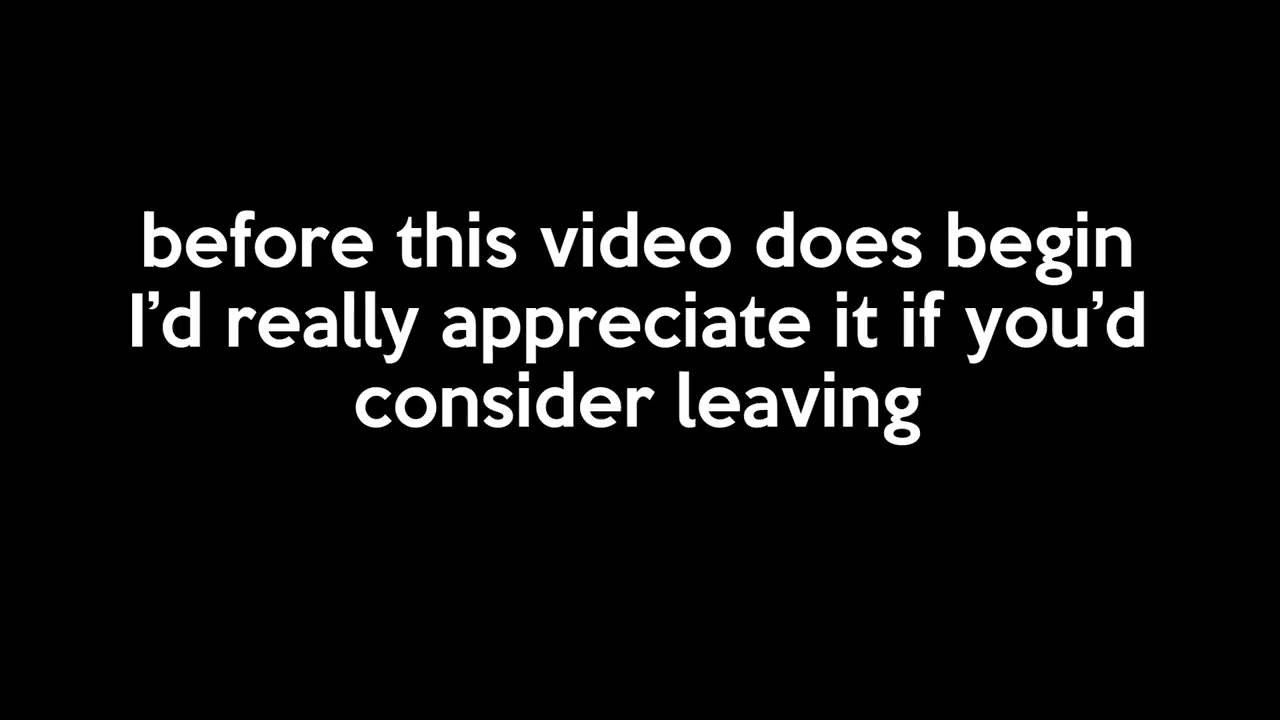 before this video does begin
I’d really appreciate it if you’d
consider leaving